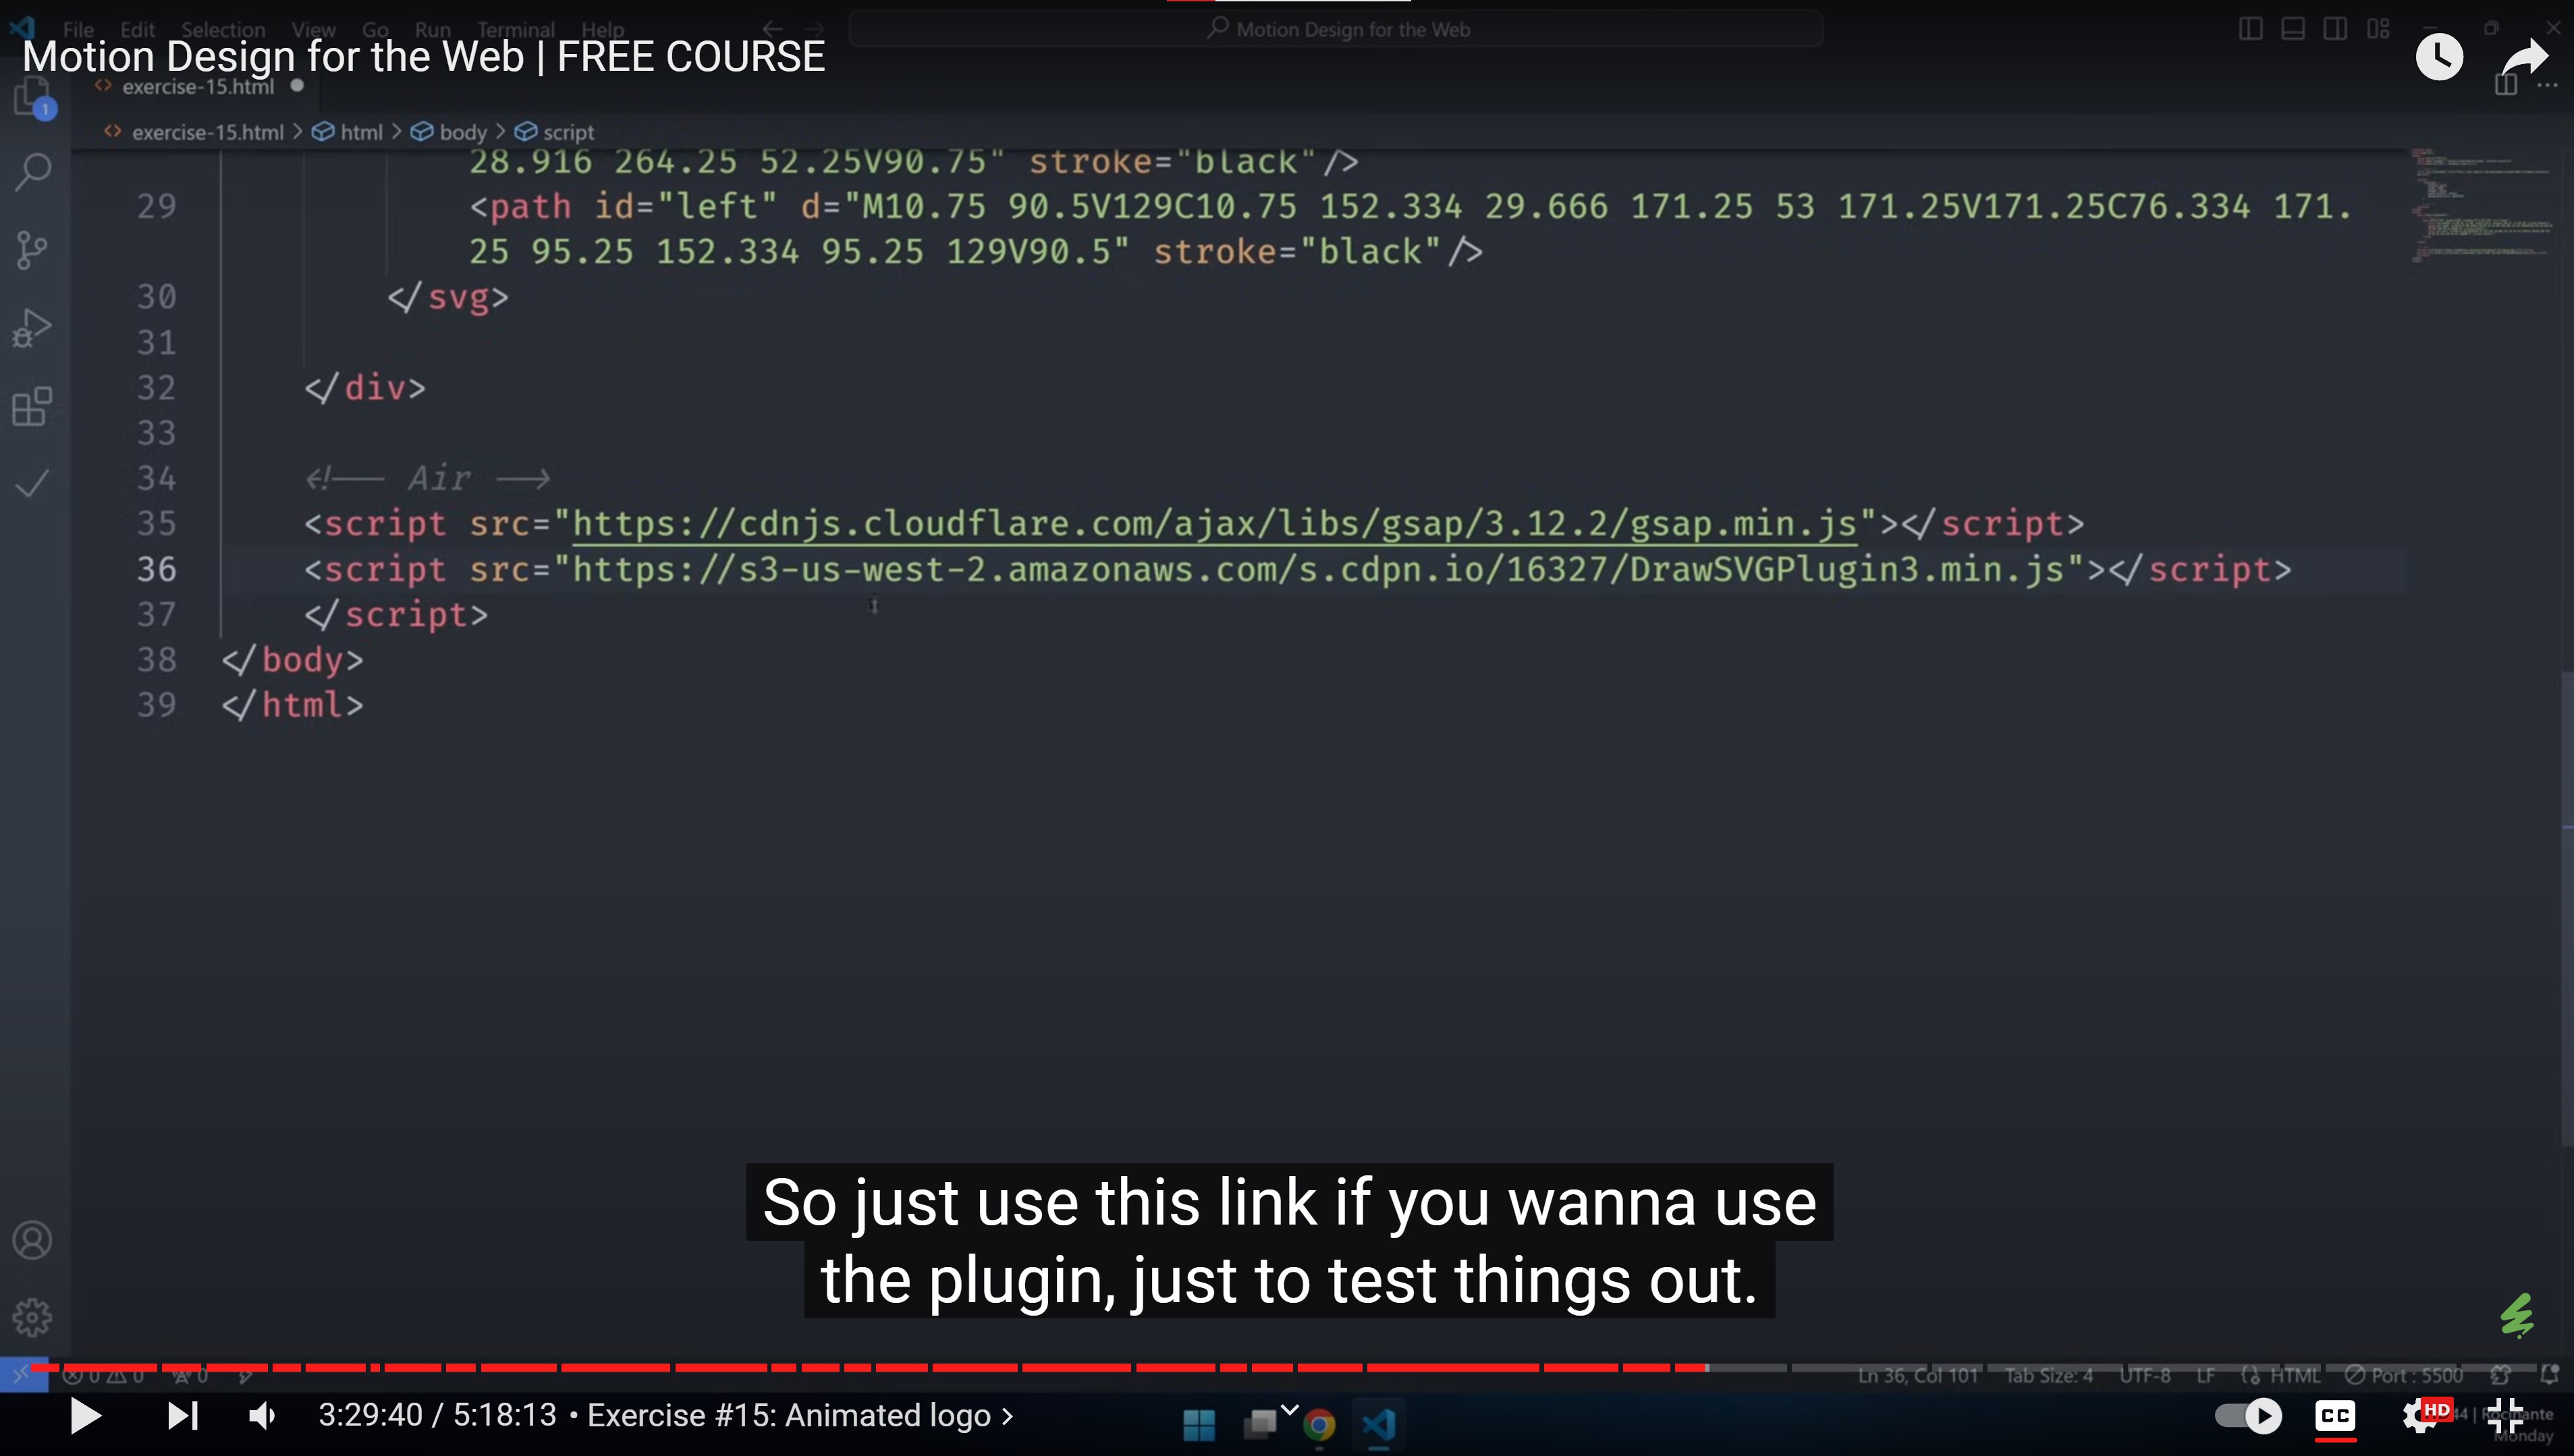 File Edit Selection View Go Run Terminal Help
Motion Design for the Web
Motion Design for the Web | FREE COURSE
exercise-15.html
1
exercise-15.html > html > body > script
28.916 264.25 52.25V90.75" stroke="black"/>
29 <path id="left" d="M10.75 90.5V129C10.75 152.334 29.666 171.25 53 171.25V171.25C76.334 171.
25 95.25 152.334 95.25 129V90.5" stroke="black"/>
30 </svg>
31
32 </div>
33
34 <!-- Air -->
35 <script src="https://cdnjs.cloudflare.com/ajax/libs/gsap/3.12.2/gsap.min.js"></script>
36 <script src="https://s3-us-west-2.amazonaws.com/s.cdpn.io/16327/DrawSVGPlugin3.min.js"></script>
37 </script>
38 </body>
39 </html>
So just use this link if you wanna use
the plugin, just to test things out.
0 0 0
Ln 36, Col 101 Tab Size: 4 UTF-8 LF HTML Port : 5500
3:29:40 / 5:18:13 • Exercise #15: Animated logo >
CC
HD
Monday